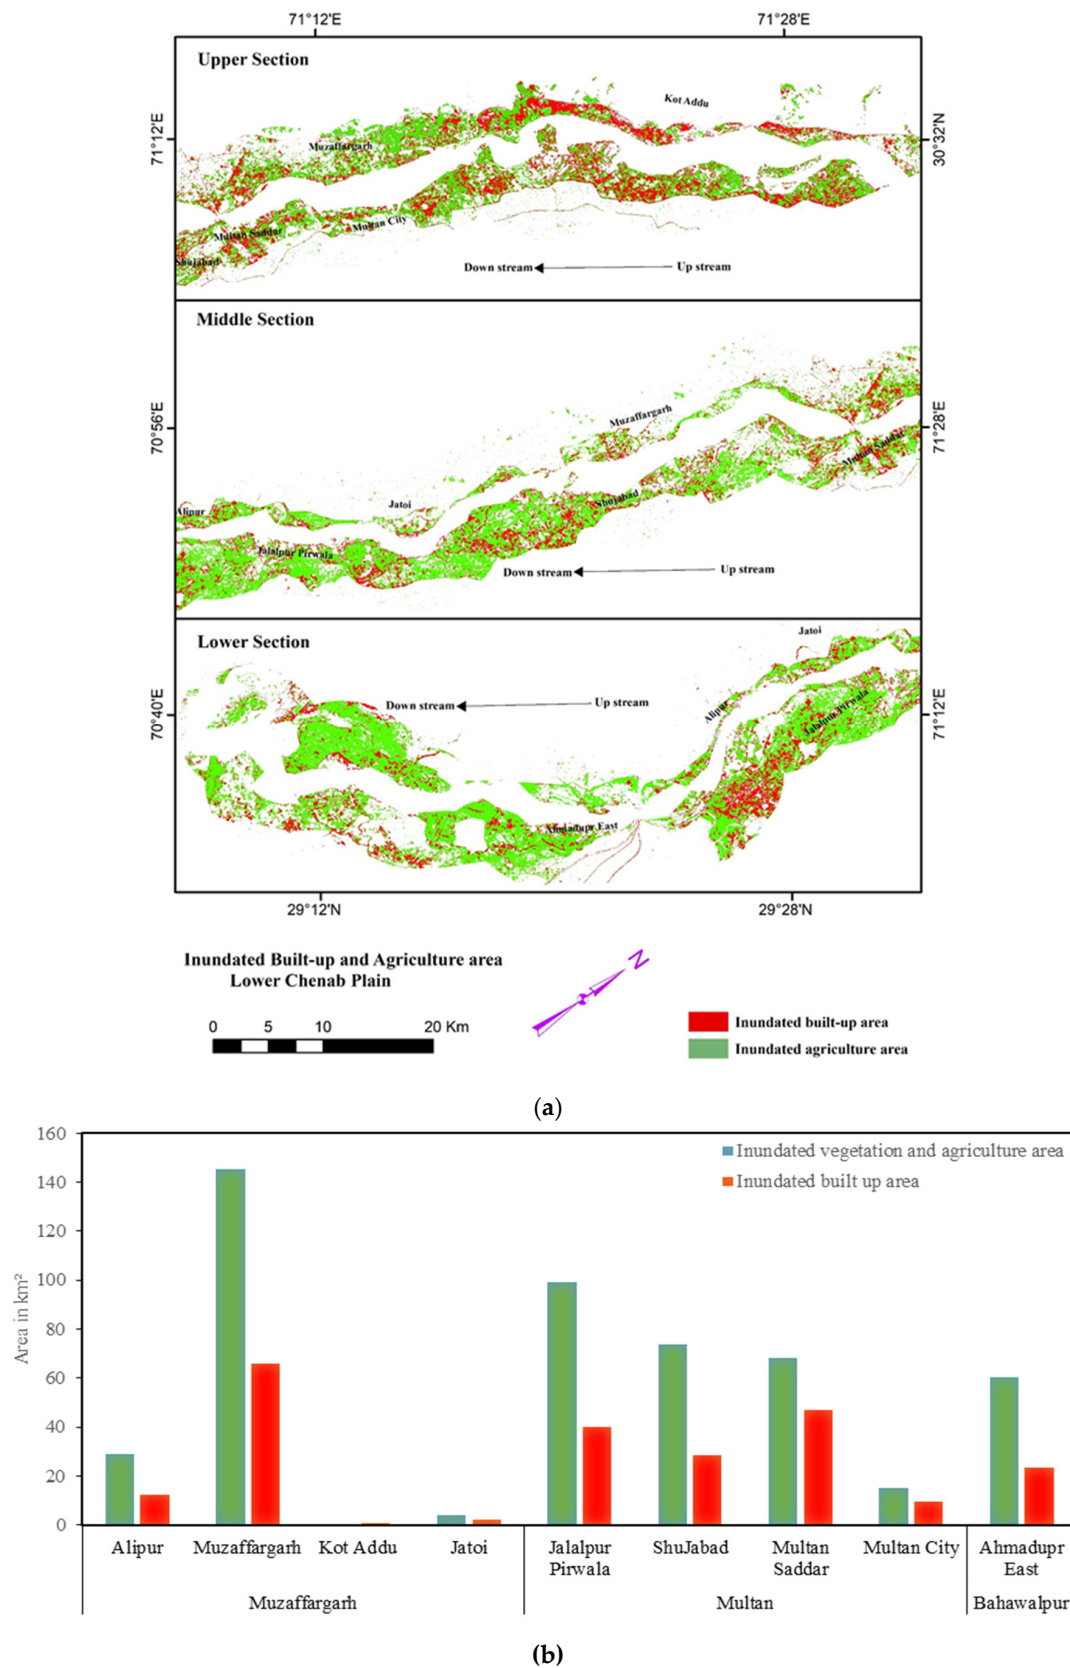 71°12'E
71°28'E
Upper Section
Kot Addu
71°12'E
30°32'N
Muzaffargarh
Multan City
Multan Saddar
Shujabad
Down stream
Up stream
Middle Section
70°56'E
71°28'E
Muzaffargarh
Multan Saddar
Shujabad
Jatoi
Alipur
Jalalpur Pirwala
Down stream
Up stream
Lower Section
Jatoi
70°40'E
71°12'E
Down stream
Up stream
Alipur
Jalalpur Pirwala
Ahmadupr East
29°12'N
29°28'N
Inundated Built-up and Agriculture area
Lower Chenab Plain
N
0 5 10 20 Km
Inundated built-up area
Inundated agriculture area
(a)
160
140
120
100
80
60
40
20
0
Area in km²
Inundated vegetation and agriculture area
Inundated built up area
Alipur
Muzaffargarh
Kot Addu
Jatoi
Jalalpur
Pirwala
ShuJabad
Multan
Saddar
Multan City
Ahmadupr
East
Muzaffargarh
Multan
Bahawalpur
(b)